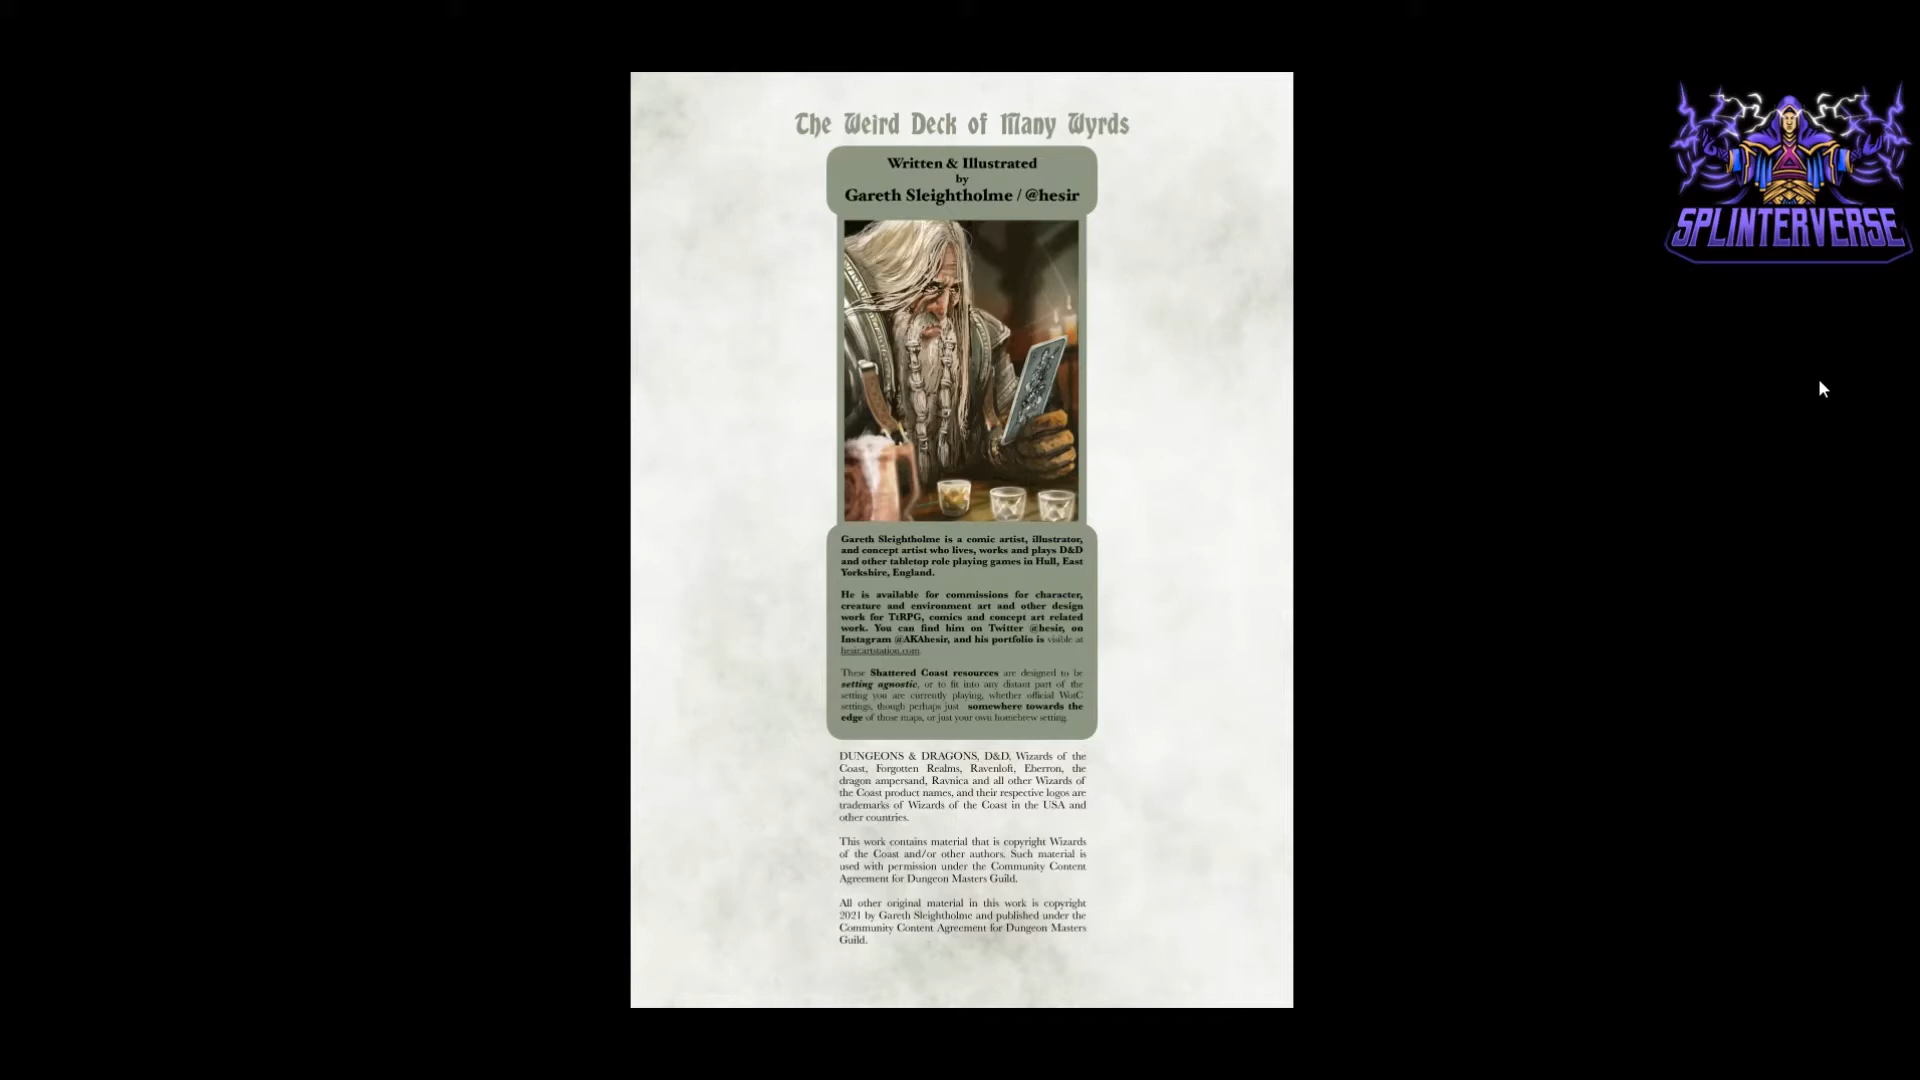 The Weird Deck of Many Wyrds
Written & Illustrated
by
Gareth Sleightholme / @hesir
Gareth Sleightholme is a comic artist, illustrator,
and concept artist who lives, works and plays D&D
and other tabletop role playing games in Hull, East
Yorkshire, England.
He is available for commissions for character,
creature and environment art and other design
work for TtRPG, comics and concept art related
work. You can find him on Twitter @hesir, on
Instagram @AKAhesir, and his portfolio is visible at
hesir.artstation.com.
These Shattered Coast resources are designed to be
setting agnostic, or to fit into any distant part of the
setting you are currently playing, whether official WotC
settings, though perhaps just somewhere towards the
edge of those maps, or just your own homebrew setting.
DUNGEONS & DRAGONS, D&D, Wizards of the
Coast, Forgotten Realms, Ravenloft, Eberron, the
dragon ampersand, Ravnica and all other Wizards of
the Coast product names, and their respective logos are
trademarks of Wizards of the Coast in the USA and
other countries.
This work contains material that is copyright Wizards
of the Coast and/or other authors. Such material is
used with permission under the Community Content
Agreement for Dungeon Masters Guild.
All other original material in this work is copyright
2021 by Gareth Sleightholme and published under the
Community Content Agreement for Dungeon Masters
Guild.
SPLINTERVERSE